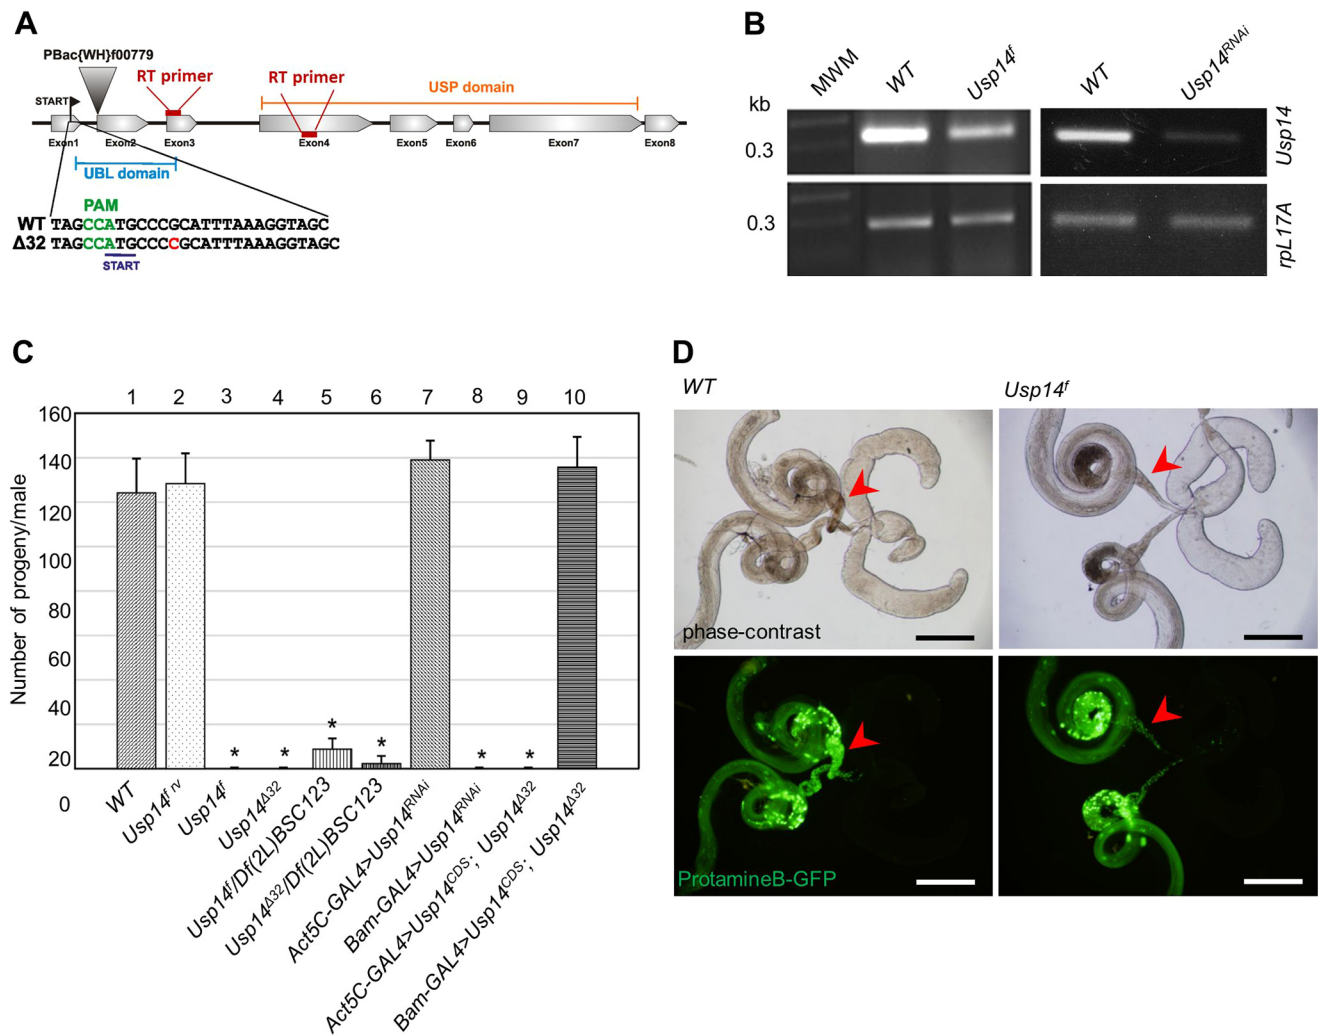 A
PBac{WH}f00779
RT primer
RT primer
USP domain
START
Exon1
Exon2
Exon3
Exon4
Exon5
Exon6
Exon7
Exon8
UBL domain
PAM
WT TAGCCATGCCCGCATTTAAAGGTAGC
Δ32 TAGCCATGCCCCGCATTTAAAGGTAGC
START
B
kb
MWM
WT
Usp14f
WT
Usp14RNAi
0.3
Usp14
0.3
rpL17A
C
1 2 3 4 5 6 7 8 9 10
Number of progeny/male
160
140
120
100
80
60
40
20
0
* * * * * *
WT
Usp14f rv
Usp14f
Usp14Δ32
Usp14f/Df(2L)BSC123
Usp14Δ32/Df(2L)BSC123
Act5C-GAL4>Usp14RNAi
Bam-GAL4>Usp14RNAi
Act5C-GAL4>Usp14CDS; Usp14Δ32
Bam-GAL4>Usp14CDS; Usp14Δ32
D
WT
Usp14f
phase-contrast
ProtamineB-GFP